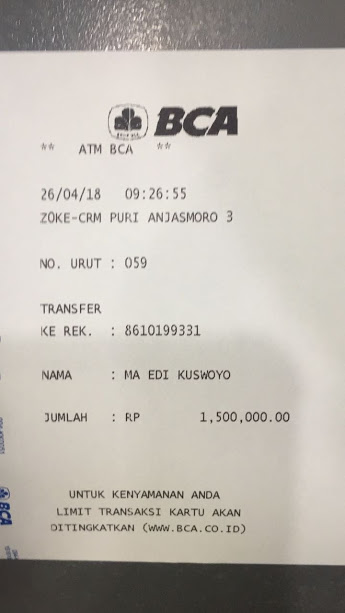 BCA
** ATM BCA **
26/04/18 09:26:55
ZOKE-CRM PURI ANJASMORO 3
NO. URUT : 059
TRANSFER
KE REK. : 8610199331
NAMA : MA EDI KUSWOYO
JUMLAH : RP 1,500,000.00
UNTUK KENYAMANAN ANDA
LIMIT TRANSAKSI KARTU AKAN
DITINGKATKAN (WWW.BCA.CO.ID)
BCA